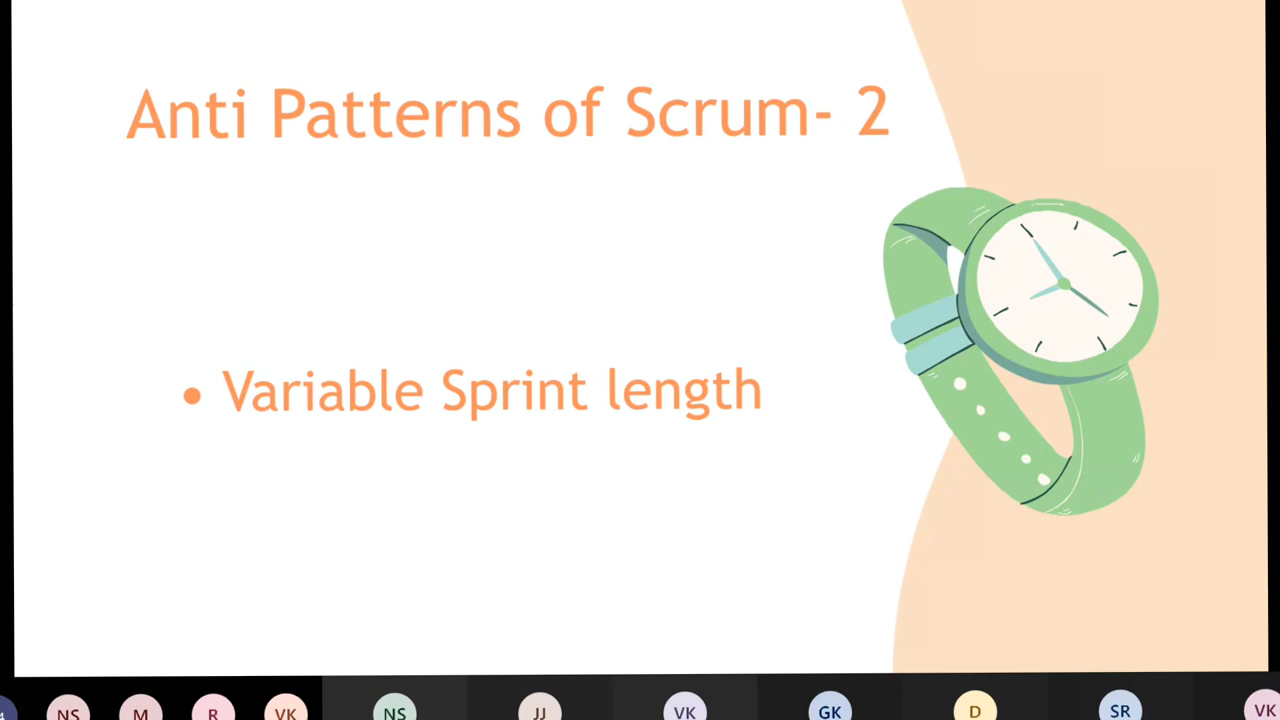 Anti Patterns of Scrum- 2
• Variable Sprint length
NS M R VK NS JJ VK GK D SR VK